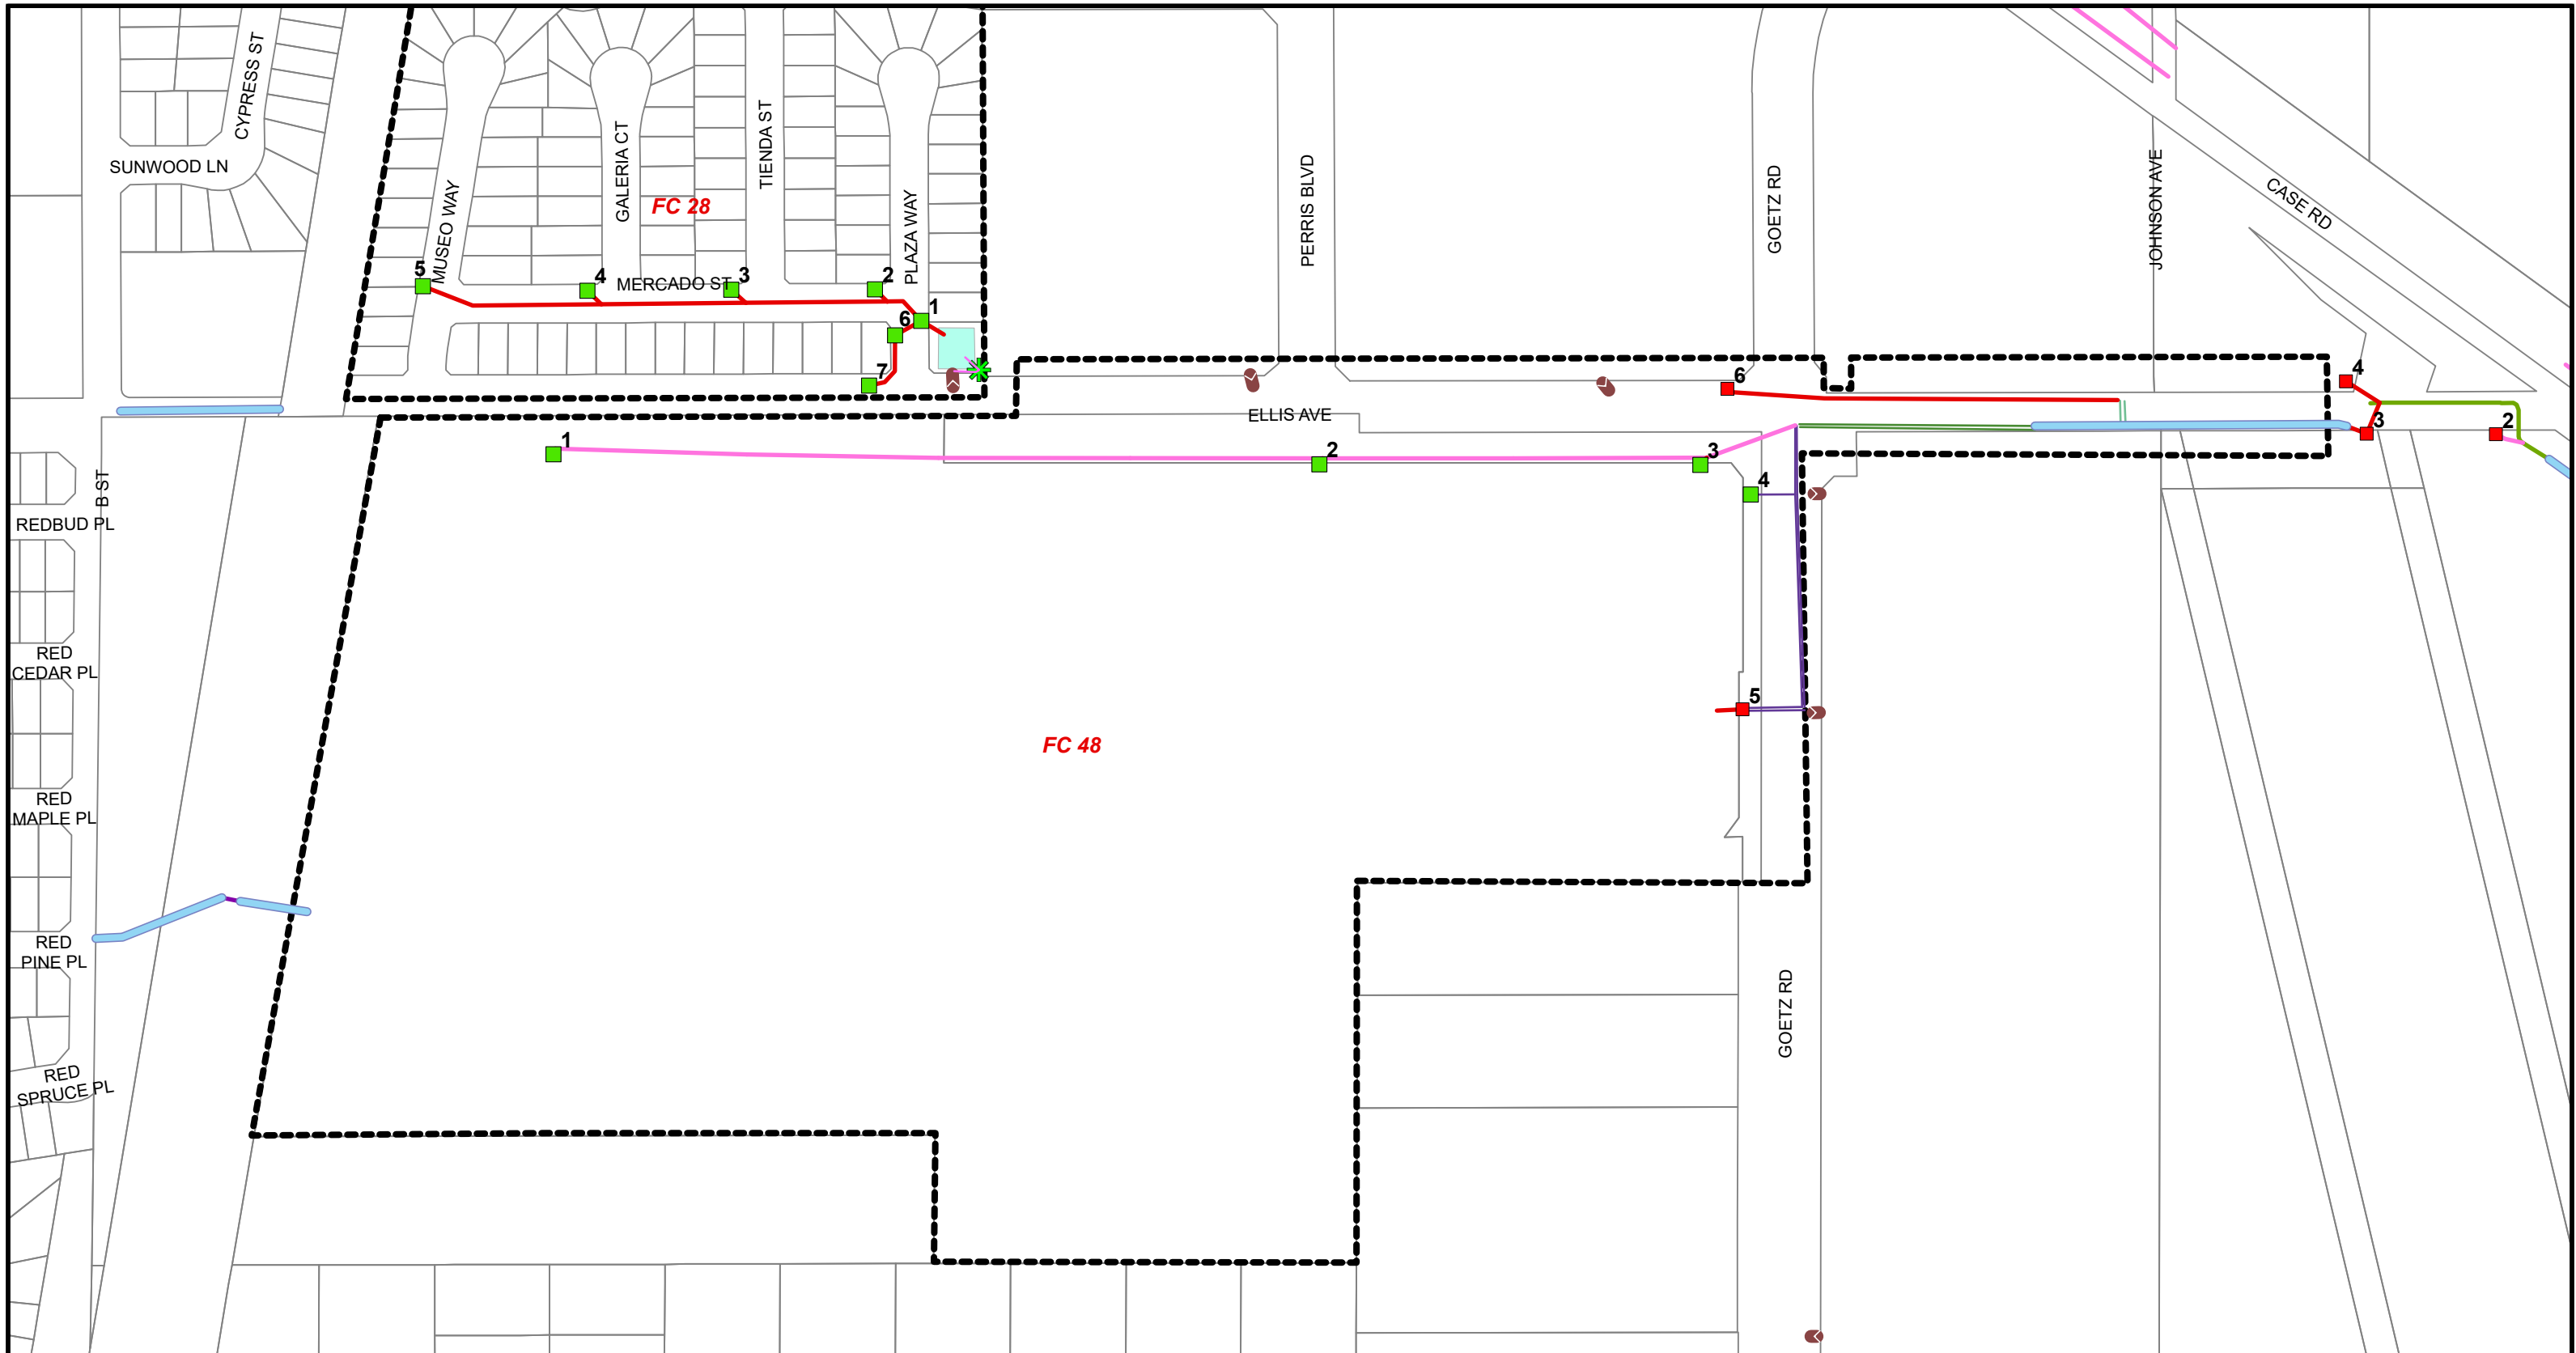 CYPRESS ST
SUNWOOD LN
MUSEO WAY
GALERIA CT
FC 28
TIENDA ST
PLAZA WAY
PERRIS BLVD
GOETZ RD
JOHNSON AVE
CASE RD
5
4
MERCADO ST
3
2
1
6
7
6
4
3
2
ELLIS AVE
1
2
3
4
5
B ST
REDBUD PL
RED
CEDAR PL
FC 48
RED
MAPLE PL
RED
PINE PL
GOETZ RD
RED
SPRUCE PL